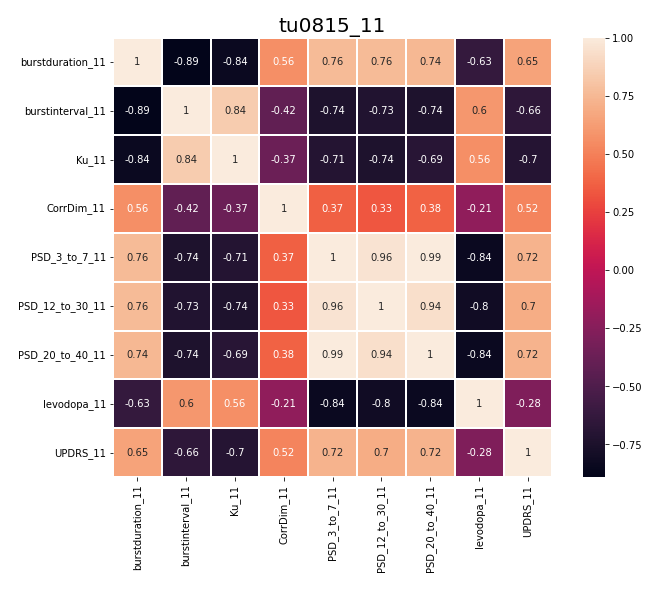 tu0815_11
burstduration_11 1 -0.89 -0.84 0.56 0.76 0.76 0.74 -0.63 0.65
burstinterval_11 -0.89 1 0.84 -0.42 -0.74 -0.73 -0.74 0.6 -0.66
Ku_11 -0.84 0.84 1 -0.37 -0.71 -0.74 -0.69 0.56 -0.7
CorrDim_11 0.56 -0.42 -0.37 1 0.37 0.33 0.38 -0.21 0.52
PSD_3_to_7_11 0.76 -0.74 -0.71 0.37 1 0.96 0.99 -0.84 0.72
PSD_12_to_30_11 0.76 -0.73 -0.74 0.33 0.96 1 0.94 -0.8 0.7
PSD_20_to_40_11 0.74 -0.74 -0.69 0.38 0.99 0.94 1 -0.84 0.72
levodopa_11 -0.63 0.6 0.56 -0.21 -0.84 -0.8 -0.84 1 -0.28
UPDRS_11 0.65 -0.66 -0.7 0.52 0.72 0.7 0.72 -0.28 1
burstduration_11
burstinterval_11
Ku_11
CorrDim_11
PSD_3_to_7_11
PSD_12_to_30_11
PSD_20_to_40_11
levodopa_11
UPDRS_11
1.00
0.75
0.50
0.25
0.00
−0.25
−0.50
−0.75